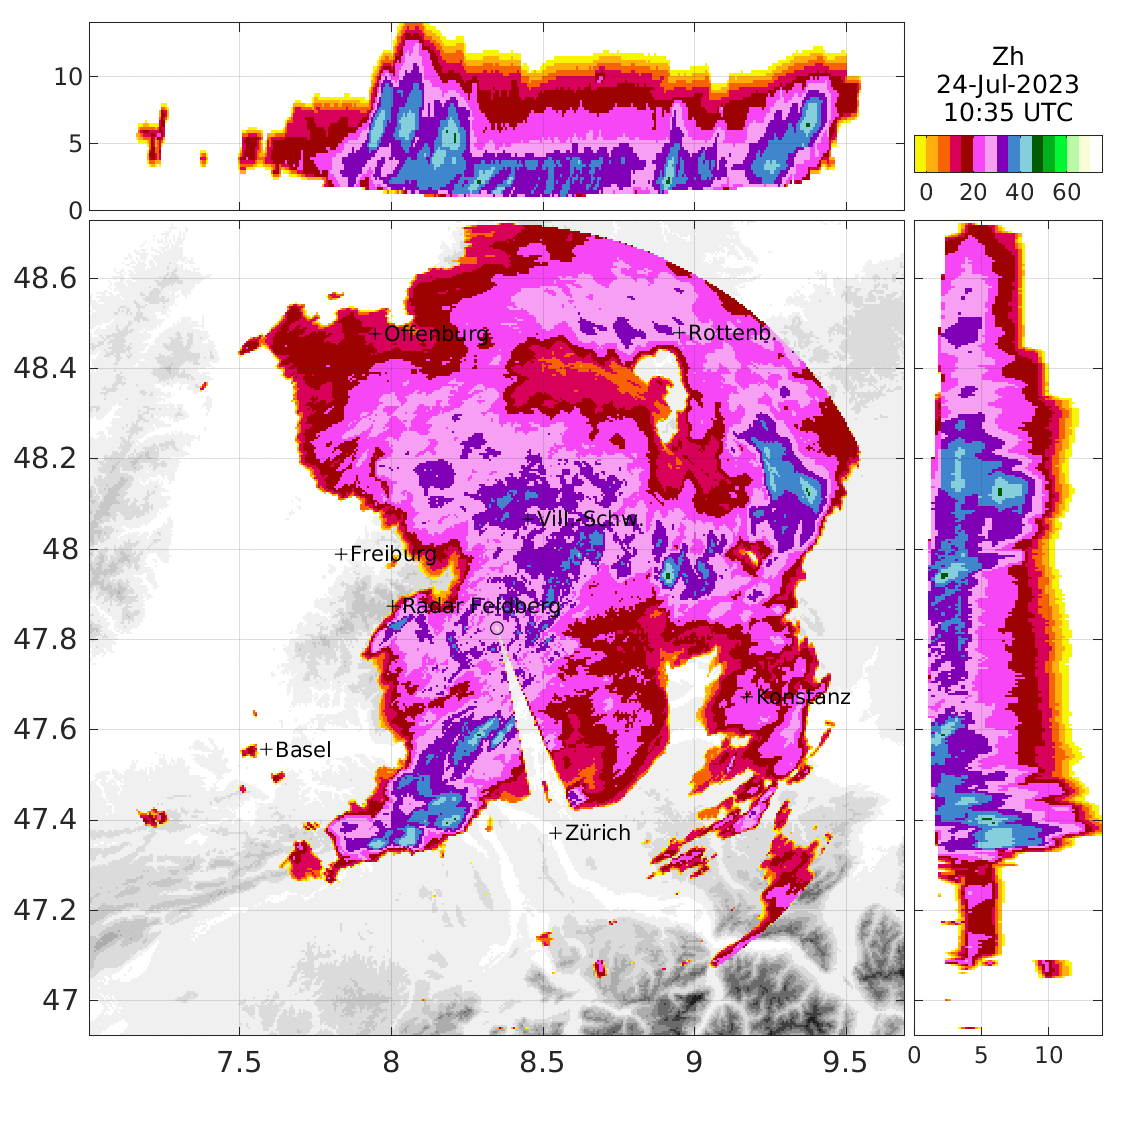 Zh
24-Jul-2023
10:35 UTC
0 20 40 60
10
5
0
48.6
48.4
48.2
48
47.8
47.6
47.4
47.2
47
+Offenburg
+Rottenb.
+Vill.-Schw.
+Freiburg
+Radar Feldberg
+Konstanz
+Basel
+Zürich
7.5 8 8.5 9 9.5
0 5 10